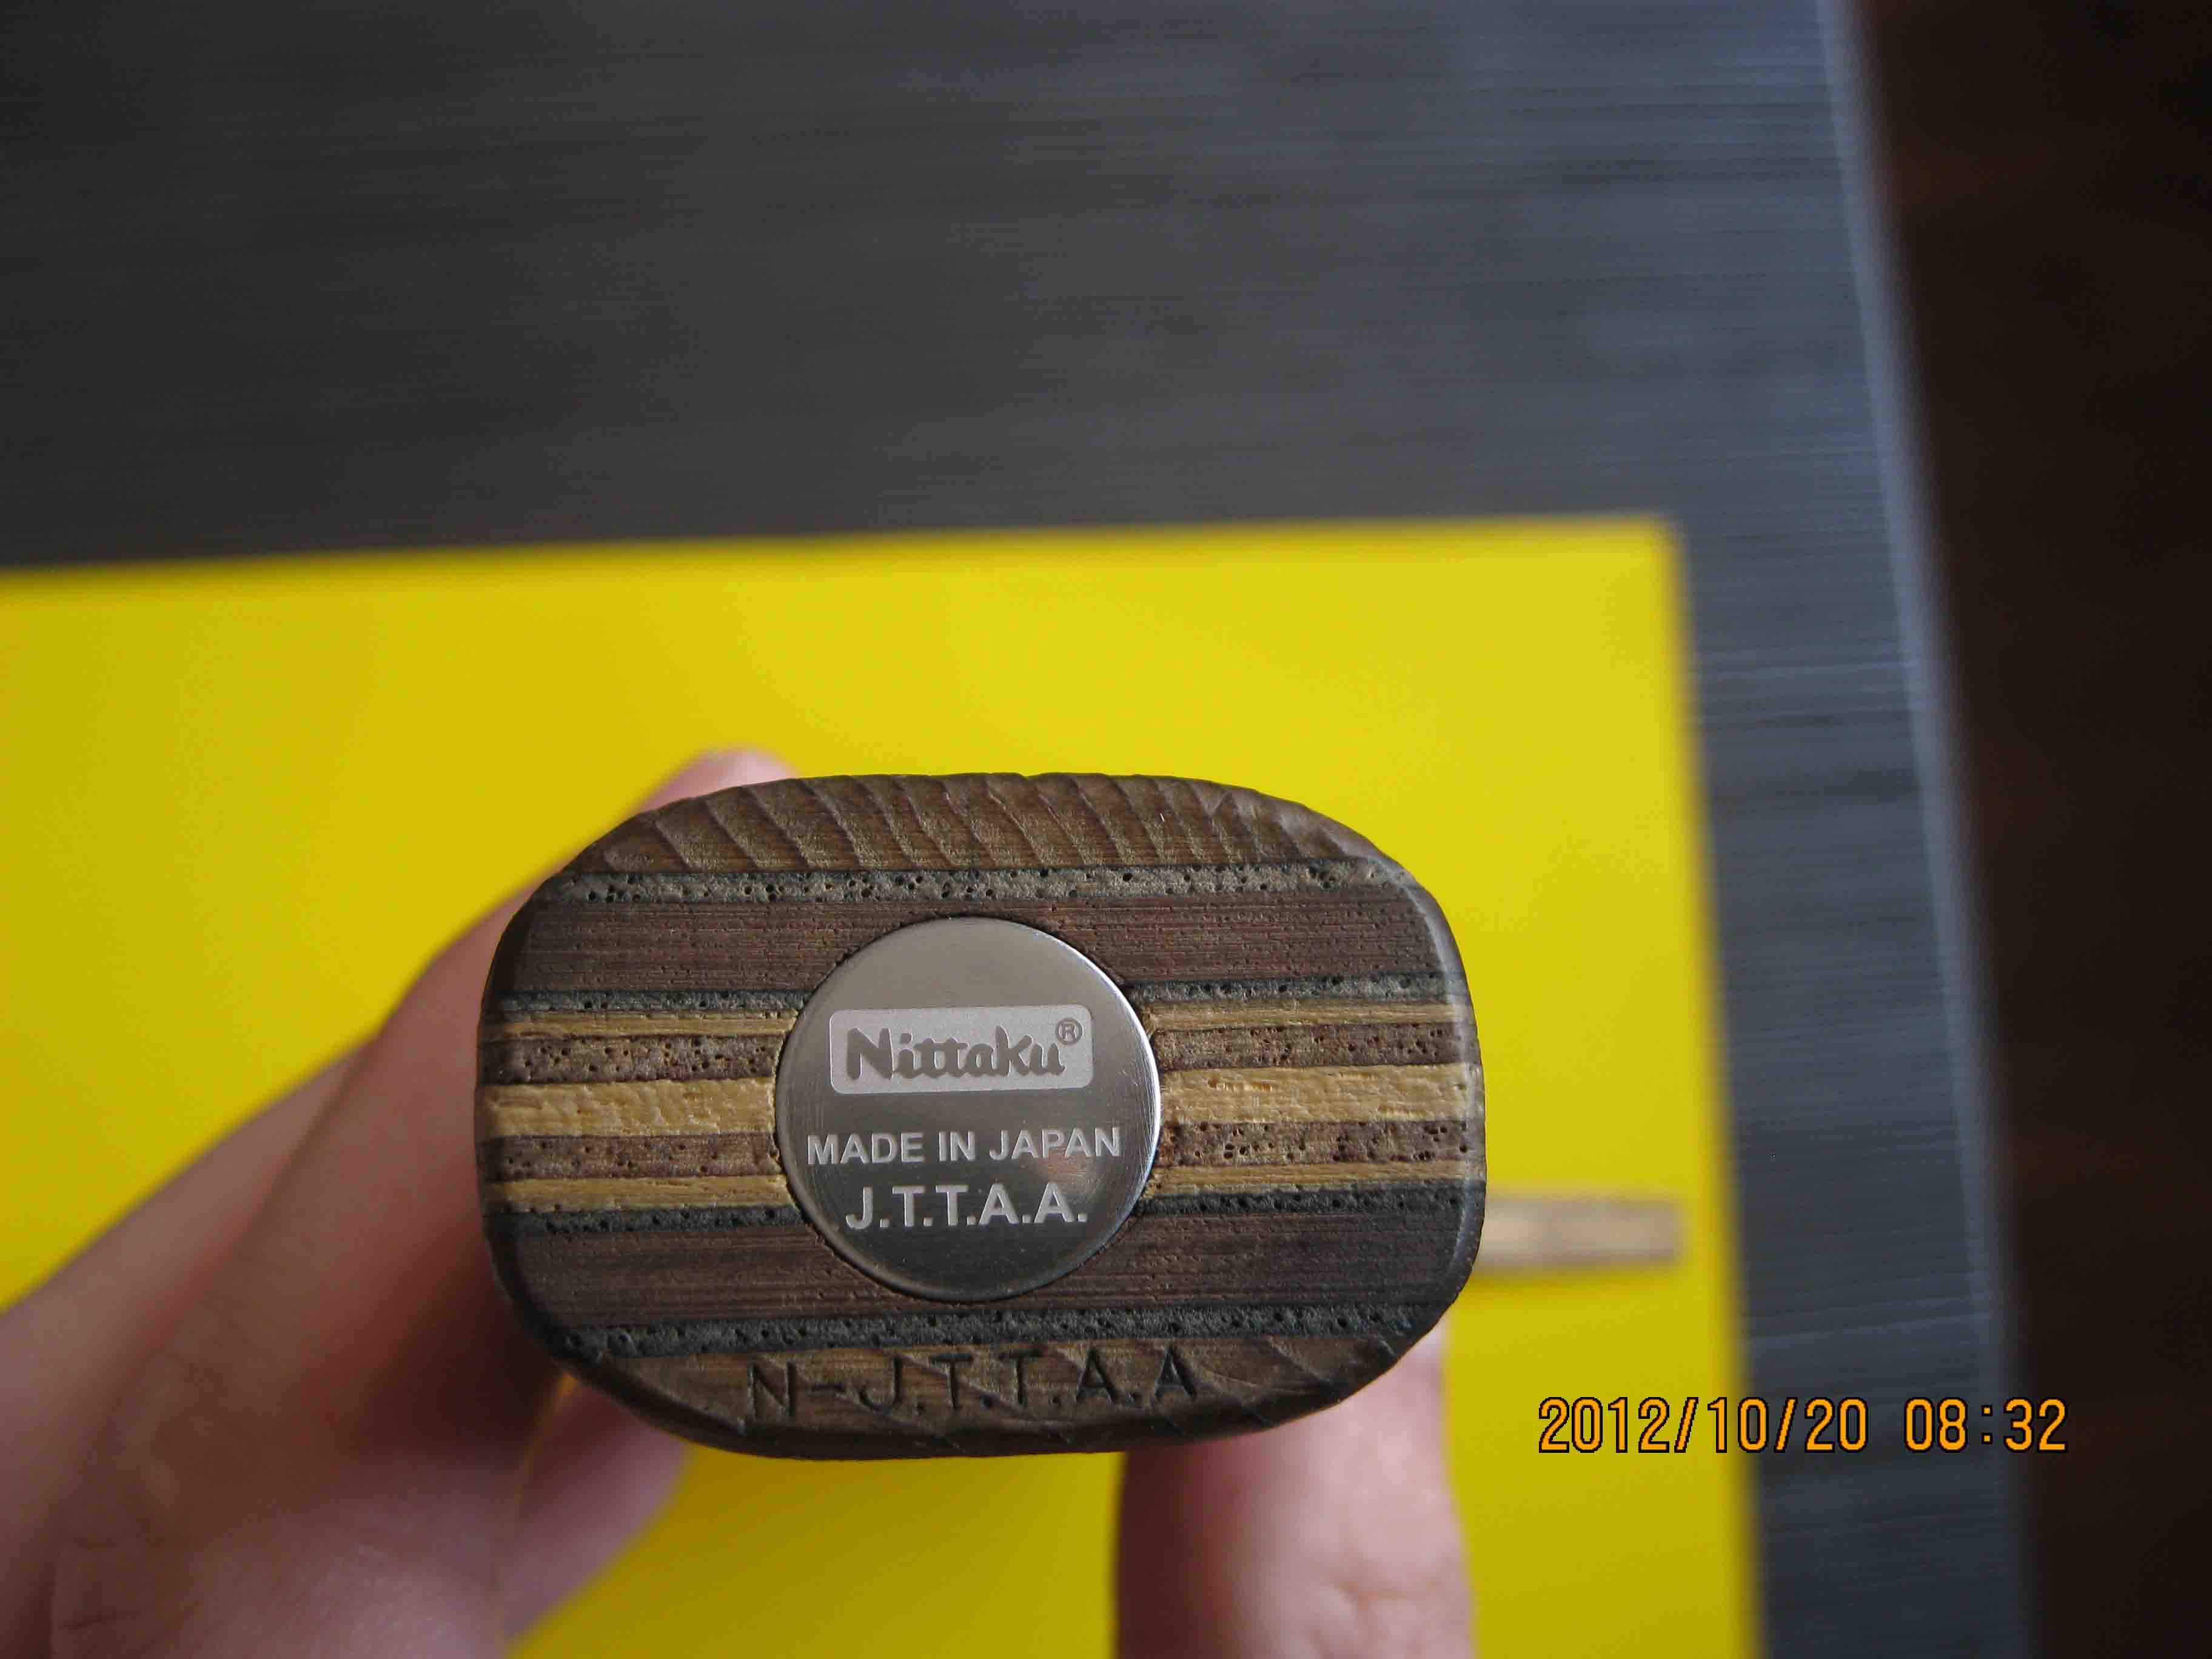 Nittaku®
MADE IN JAPAN
J.T.T.A.A.
N-J.T.T.A.A
2012/10/20 08:32